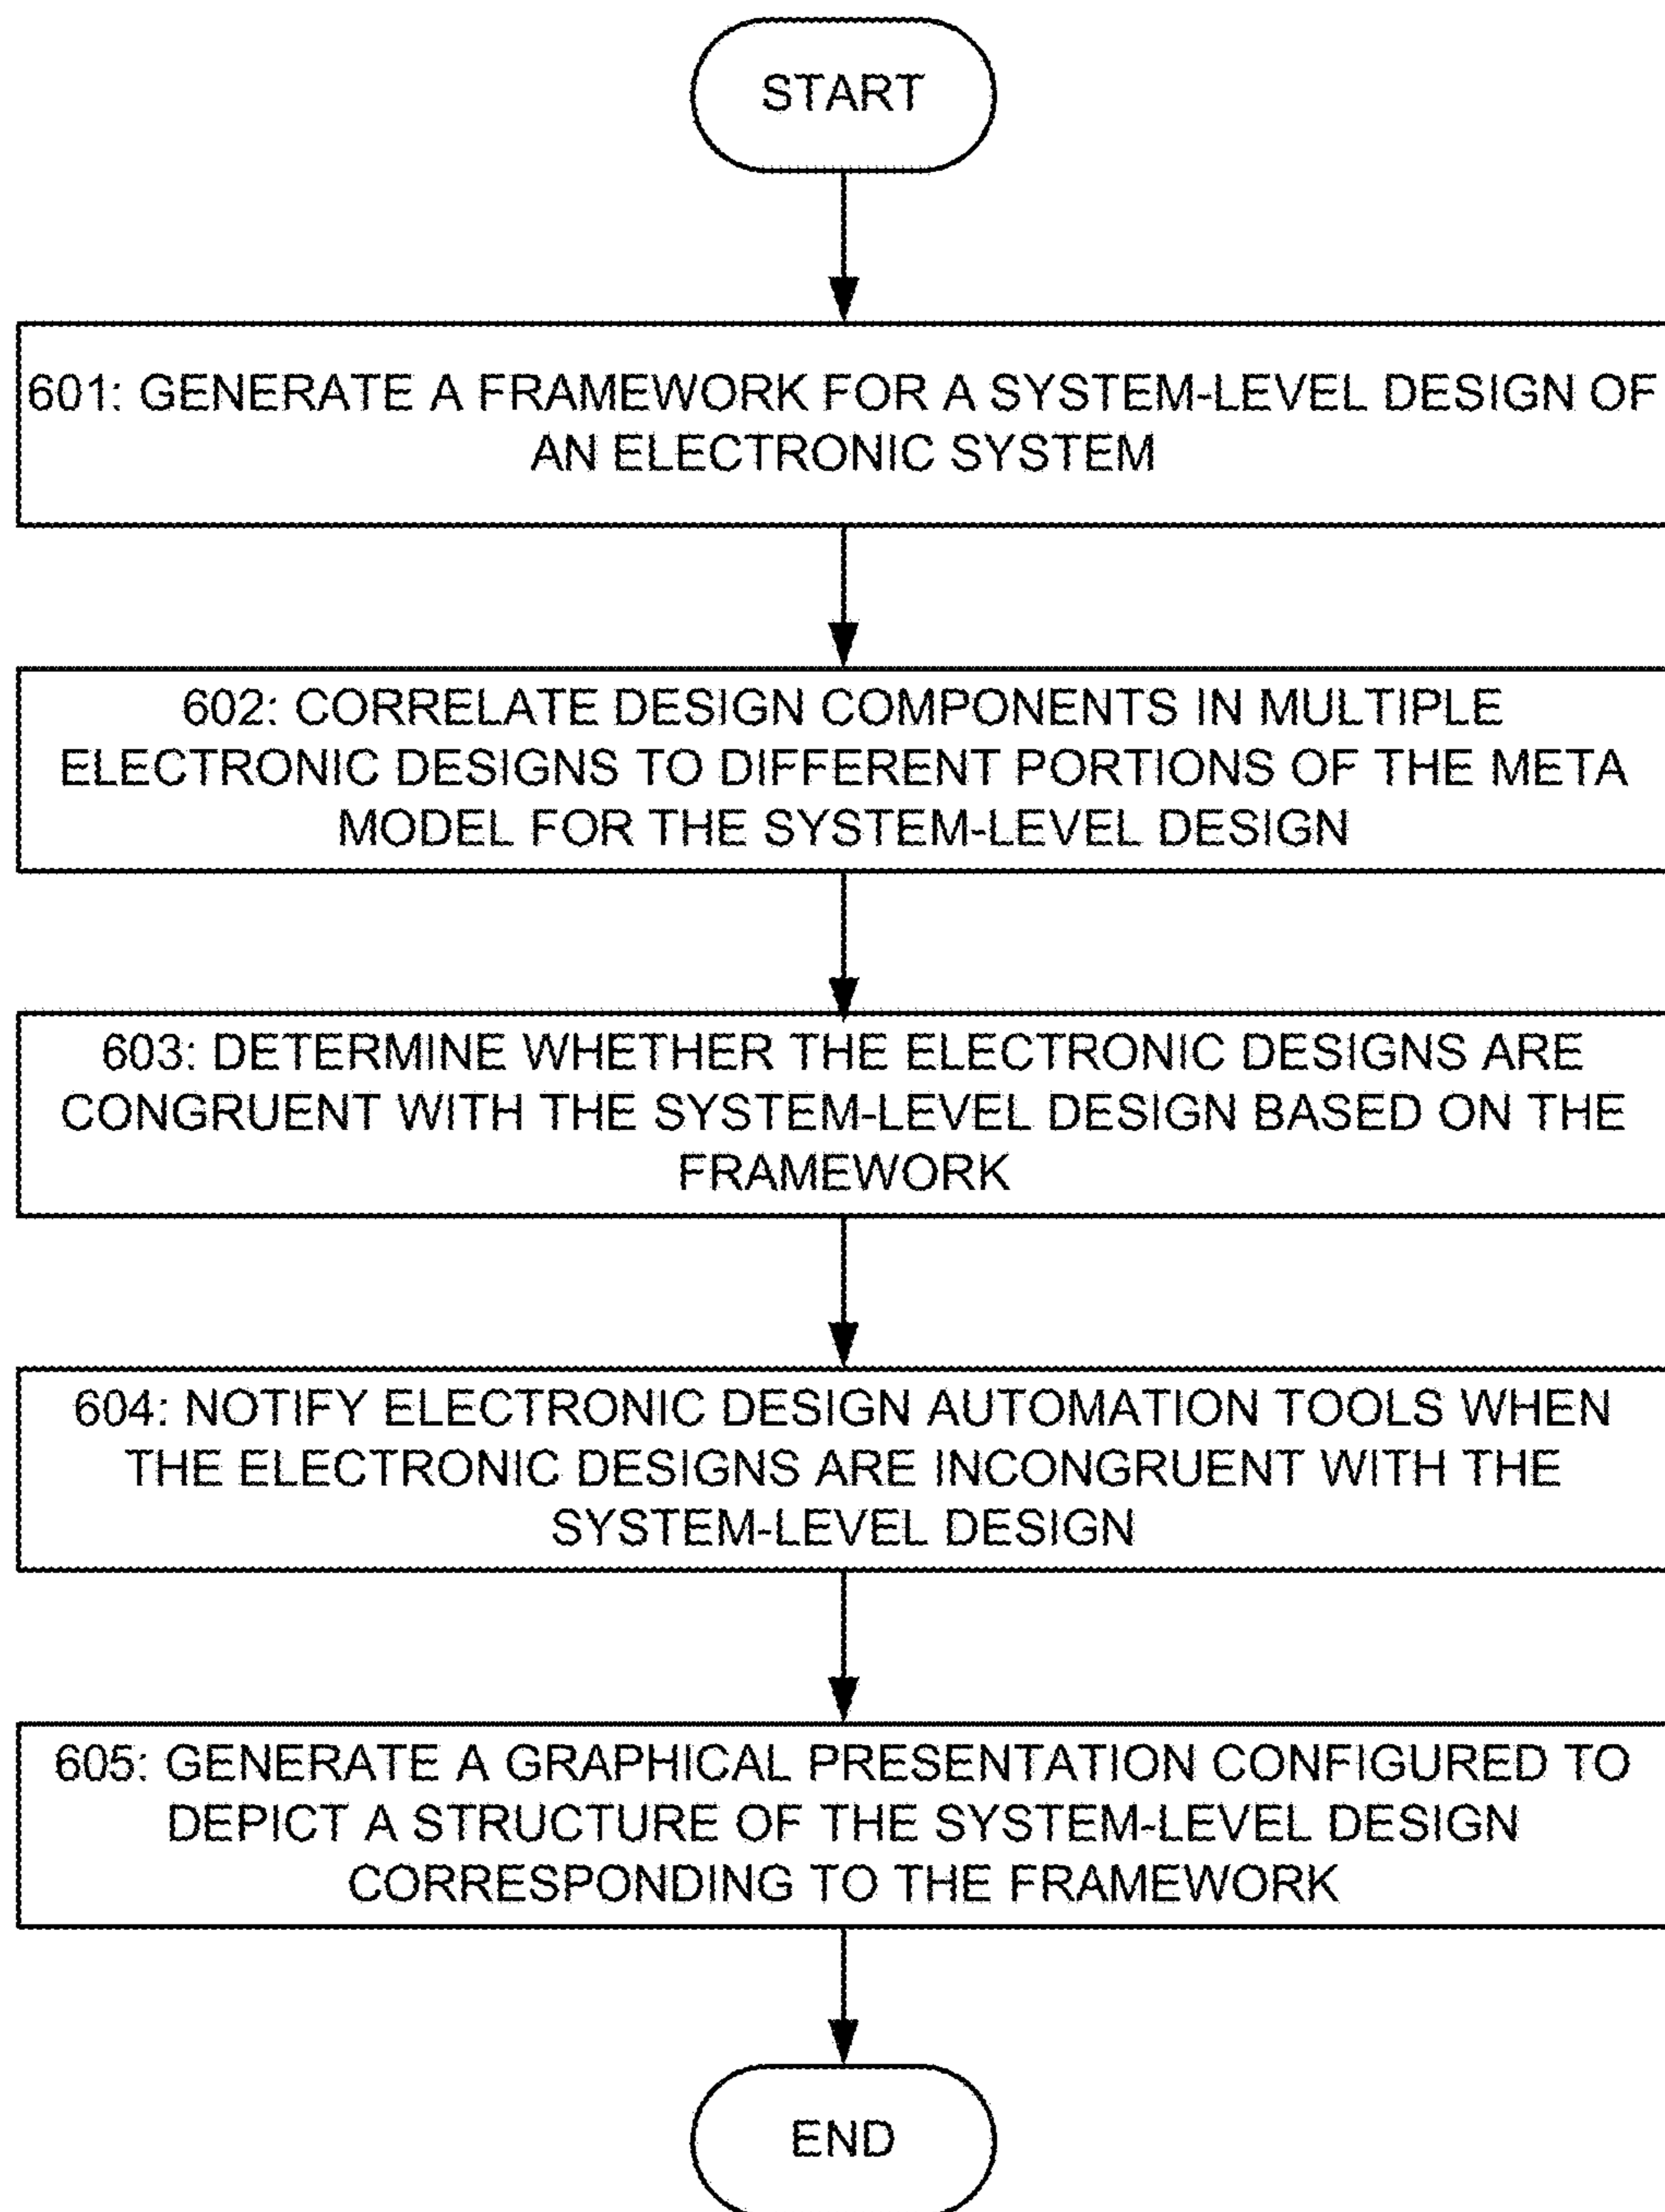 START
601: GENERATE A FRAMEWORK FOR A SYSTEM-LEVEL DESIGN OF
AN ELECTRONIC SYSTEM
602: CORRELATE DESIGN COMPONENTS IN MULTIPLE
ELECTRONIC DESIGNS TO DIFFERENT PORTIONS OF THE META
MODEL FOR THE SYSTEM-LEVEL DESIGN
603: DETERMINE WHETHER THE ELECTRONIC DESIGNS ARE
CONGRUENT WITH THE SYSTEM-LEVEL DESIGN BASED ON THE
FRAMEWORK
604: NOTIFY ELECTRONIC DESIGN AUTOMATION TOOLS WHEN
THE ELECTRONIC DESIGNS ARE INCONGRUENT WITH THE
SYSTEM-LEVEL DESIGN
605: GENERATE A GRAPHICAL PRESENTATION CONFIGURED TO
DEPICT A STRUCTURE OF THE SYSTEM-LEVEL DESIGN
CORRESPONDING TO THE FRAMEWORK
END